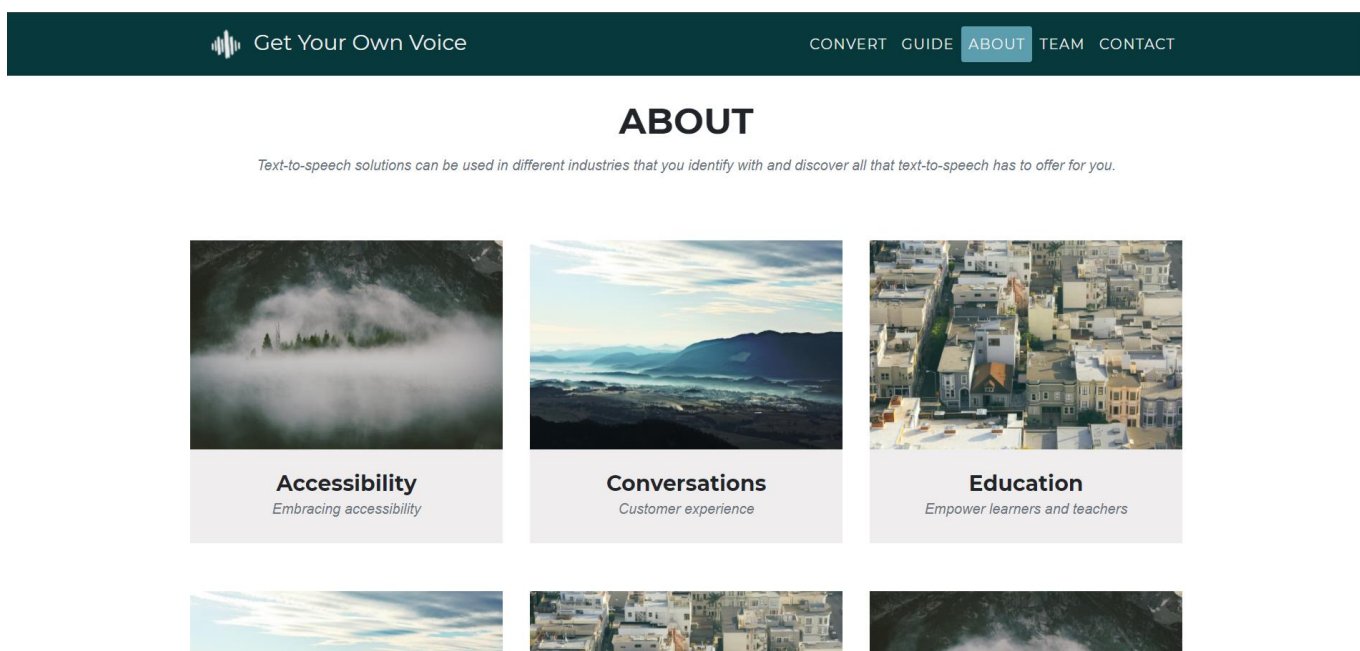 Get Your Own Voice
CONVERT GUIDE ABOUT TEAM CONTACT
ABOUT
Text-to-speech solutions can be used in different industries that you identify with and discover all that text-to-speech has to offer for you.
Accessibility
Embracing accessibility
Conversations
Customer experience
Education
Empower learners and teachers